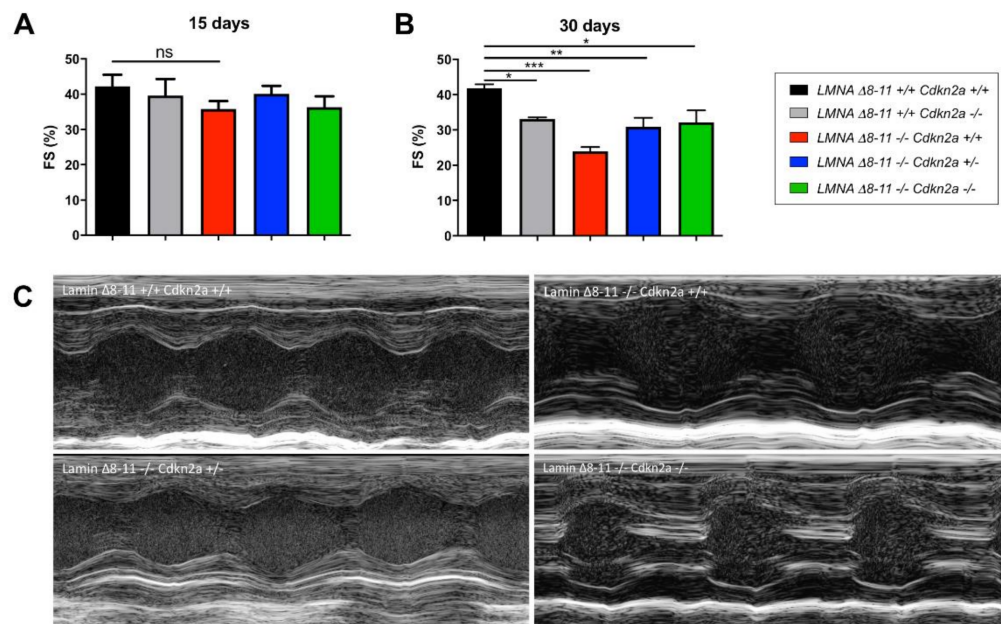 A
15 days
ns
50
40
30
20
10
0
FS (%)
B
30 days
*
**
***
*
50
40
30
20
10
0
FS (%)
LMNA Δ8-11 +/+ Cdkn2a +/+
LMNA Δ8-11 +/+ Cdkn2a -/-
LMNA Δ8-11 -/- Cdkn2a +/+
LMNA Δ8-11 -/- Cdkn2a +/-
LMNA Δ8-11 -/- Cdkn2a -/-
C
Lamin Δ8-11 +/+ Cdkn2a +/+
Lamin Δ8-11 -/- Cdkn2a +/+
Lamin Δ8-11 -/- Cdkn2a +/-
Lamin Δ8-11 -/- Cdkn2a -/-